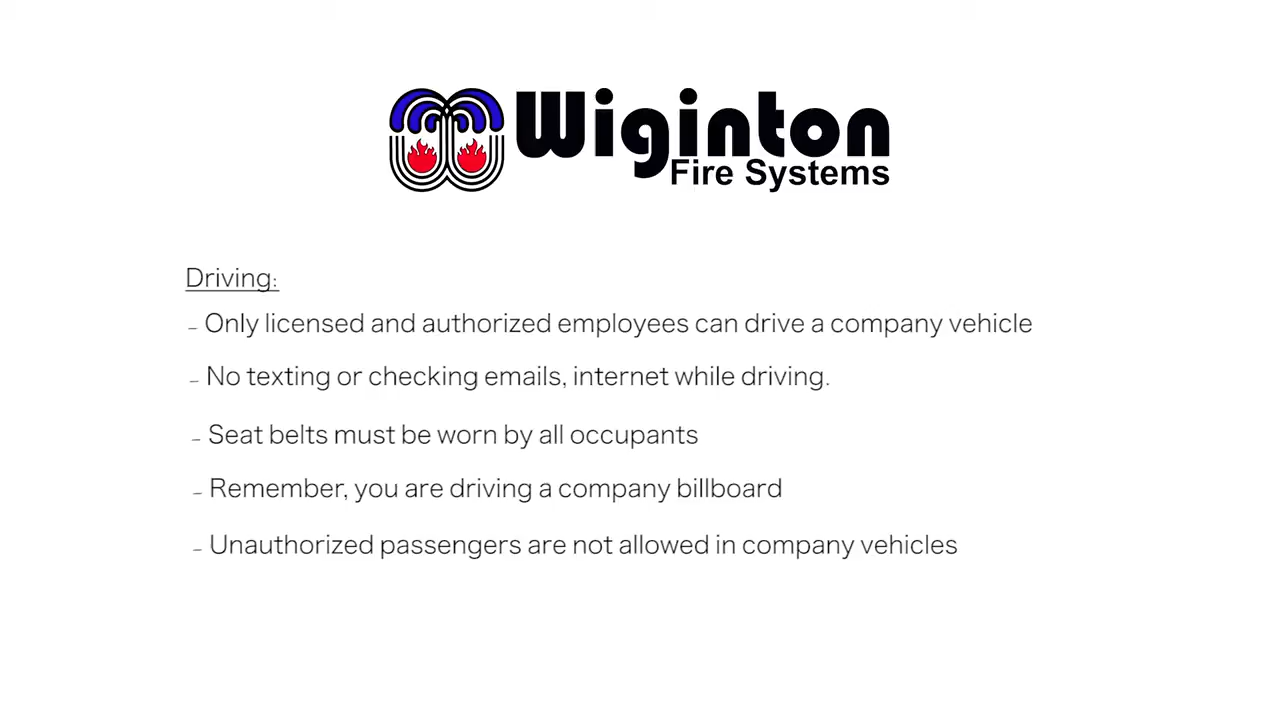 Wiginton
Fire Systems
Driving:
- Only licensed and authorized employees can drive a company vehicle
- No texting or checking emails, internet while driving.
- Seat belts must be worn by all occupants
- Remember, you are driving a company billboard
- Unauthorized passengers are not allowed in company vehicles